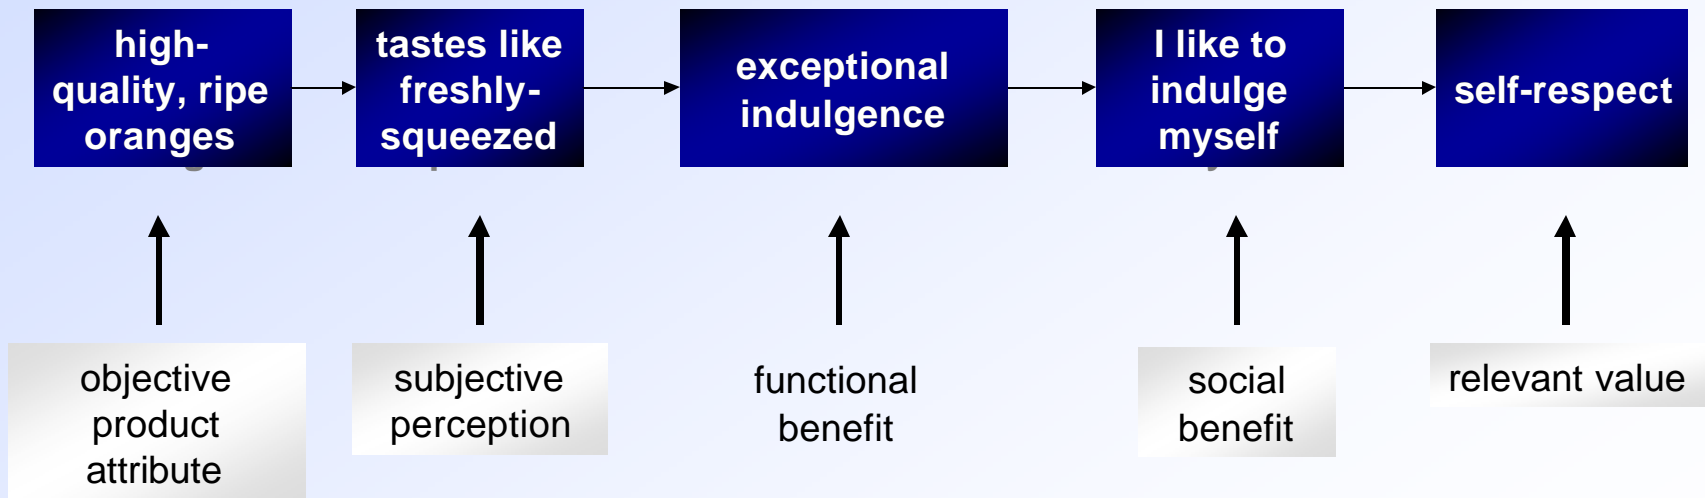 high-
quality, ripe
oranges
tastes like
freshly-
squeezed
exceptional
indulgence
I like to
indulge
myself
self-respect
objective
product
attribute
subjective
perception
functional
benefit
social
benefit
relevant value